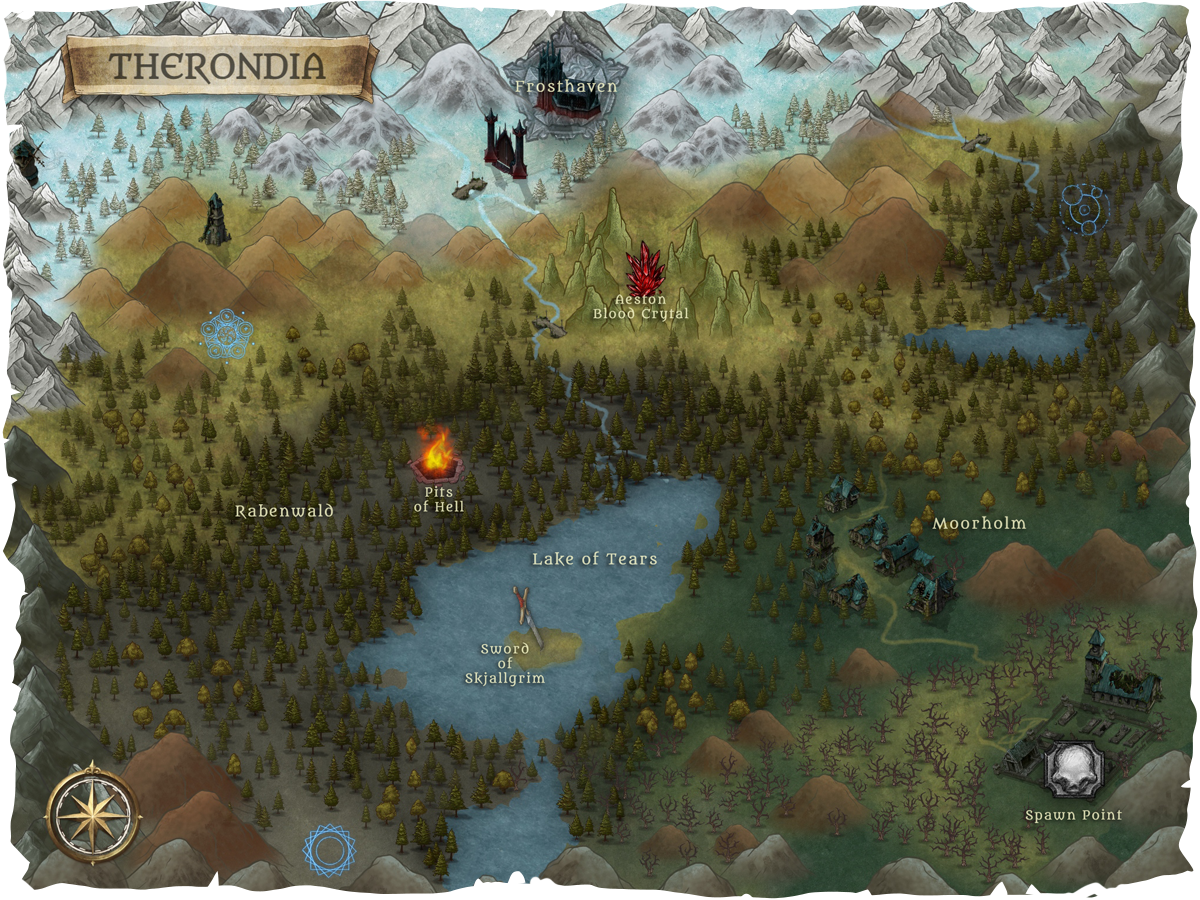 THERONDIA
Frosthaven
Aeston
Blood Crytal
Pits
of Hell
Rabenwald
Moorholm
Lake of Tears
Sword
of
Skjallgrim
Spawn Point